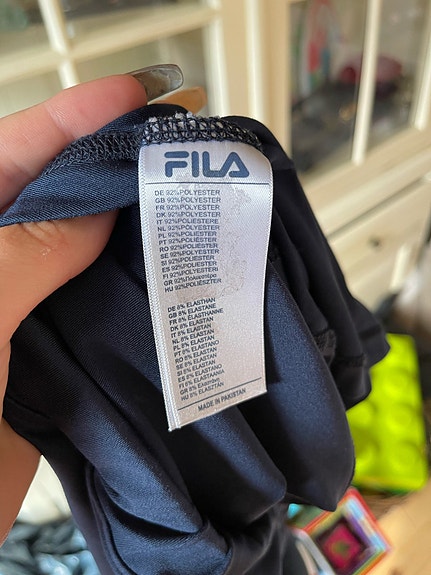 FILA
DE 92%POLYESTER
GB 92%POLYESTER
FR 92%POLYESTER
DK 92%POLYESTER
IT 92%POLIESTERE
NL 92%POLYESTER
PL 92%POLIESTER
PT 92%POLIÉSTER
RO 92%POLIESTER
SE 92%POLYESTER
SI 92%POLIESTER
ES 92%POLIÉSTER
FI 92%POLYESTERI
GR 92%Πολυεστέρα
HU 92%POLIÉSZTER
DE 8% ELASTHAN
GB 8% ELASTANE
FR 8% ÉLASTHANNE
DK 8% ELASTAN
IT 8% ELASTAN
NL 8% ELASTAN
PL 8% ELASTAN
PT 8% ELASTANO
RO 8% ELASTAN
SE 8% ELASTAN
SI 8% ELASTAN
ES 8% ELASTANO
FI 8% ELASTAANIA
GR 8% Ελαστάνη
HU 8% ELASZTÁN
MADE IN PAKISTAN